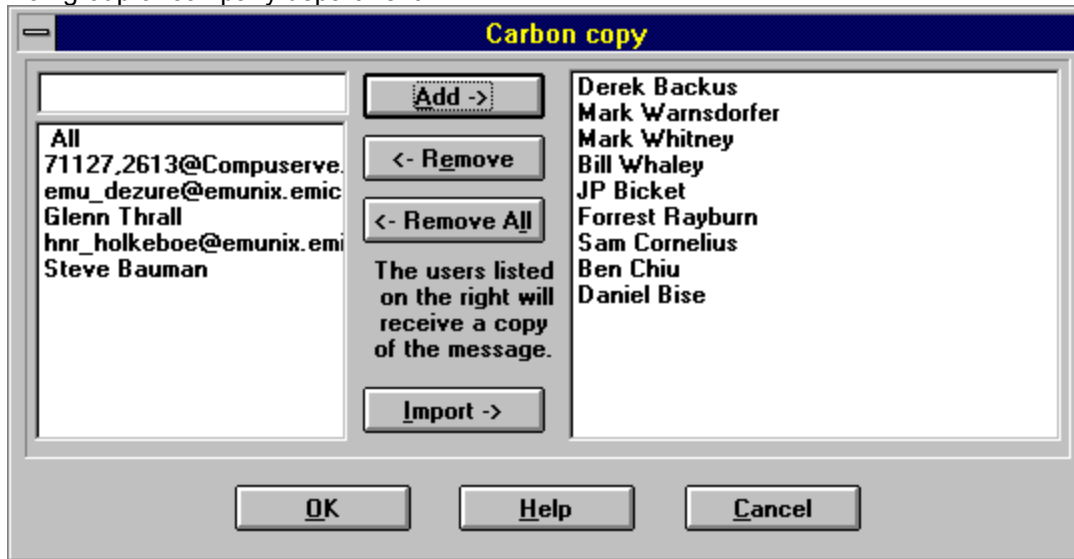 Carbon copy
All
71127,2613@Compuserve.
emu_dezure@emunix.emic
Glenn Thrall
hnr_holkeboe@emunix.emi
Steve Bauman
Add ->
<- Remove
<- Remove All
The users listed
on the right will
receive a copy
of the message.
Import ->
Derek Backus
Mark Warnsdorfer
Mark Whitney
Bill Whaley
JP Bicket
Forrest Rayburn
Sam Cornelius
Ben Chiu
Daniel Bise
OK
Help
Cancel